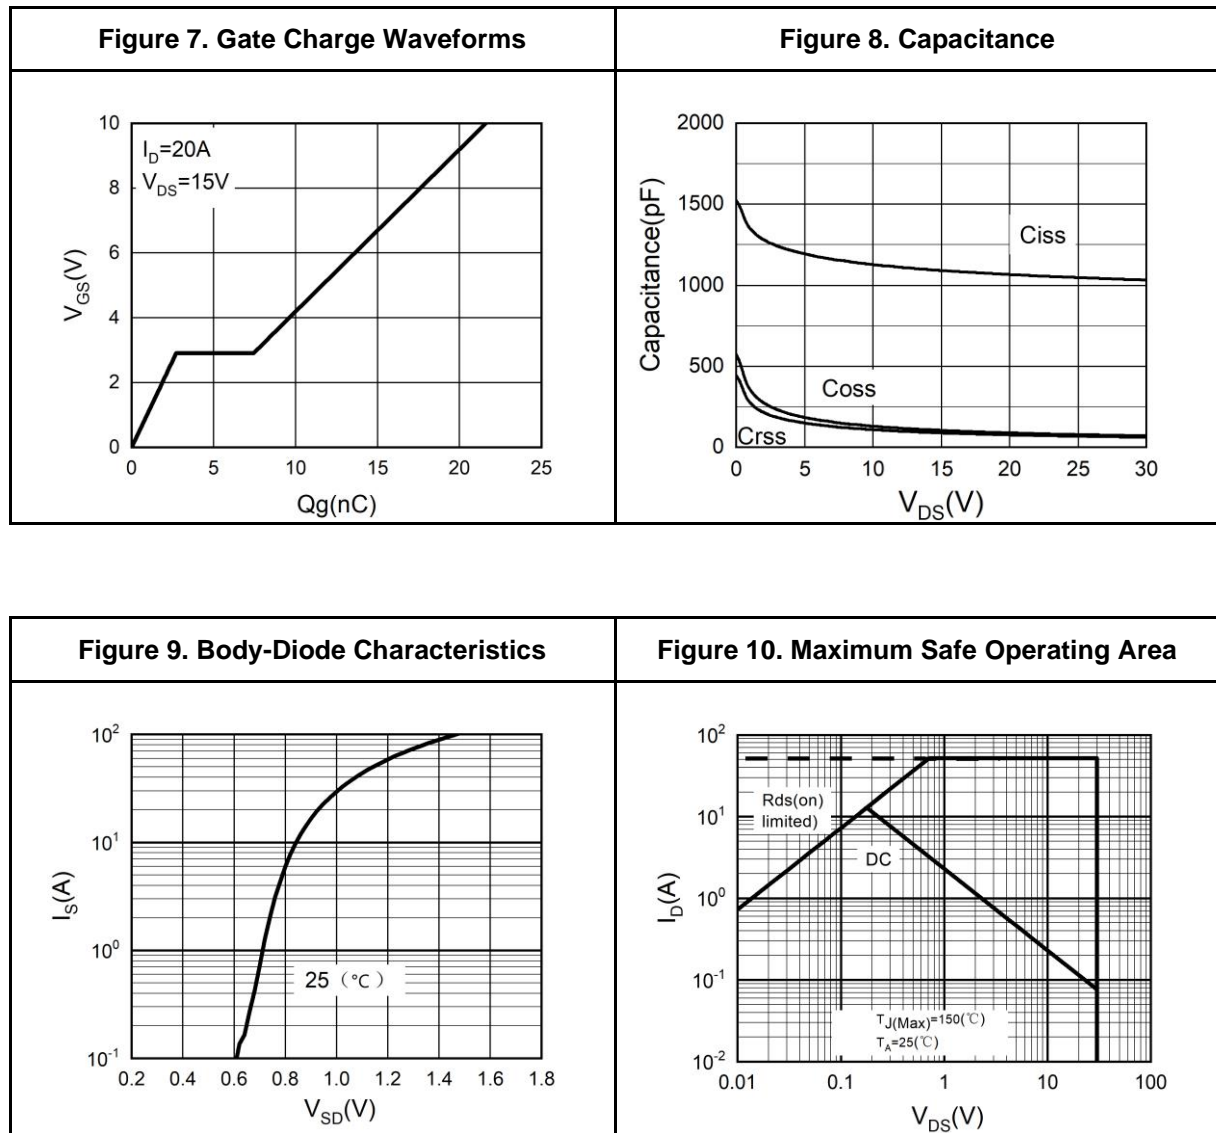 Figure 7. Gate Charge Waveforms
Figure 8. Capacitance
10
8
6
4
2
0
V_GS(V)
I_D=20A
V_DS=15V
0 5 10 15 20 25
Qg(nC)
2000
1500
1000
500
0
Capacitance(pF)
Ciss
Coss
Crss
0 5 10 15 20 25 30
V_DS(V)
Figure 9. Body-Diode Characteristics
Figure 10. Maximum Safe Operating Area
10^2
10^1
10^0
10^-1
I_S(A)
25 (℃)
0.2 0.4 0.6 0.8 1.0 1.2 1.4 1.6 1.8
V_SD(V)
10^2
10^1
10^0
10^-1
10^-2
I_D(A)
Rds(on)
limited)
DC
T_J(Max)=150(℃)
T_A=25(℃)
0.01 0.1 1 10 100
V_DS(V)